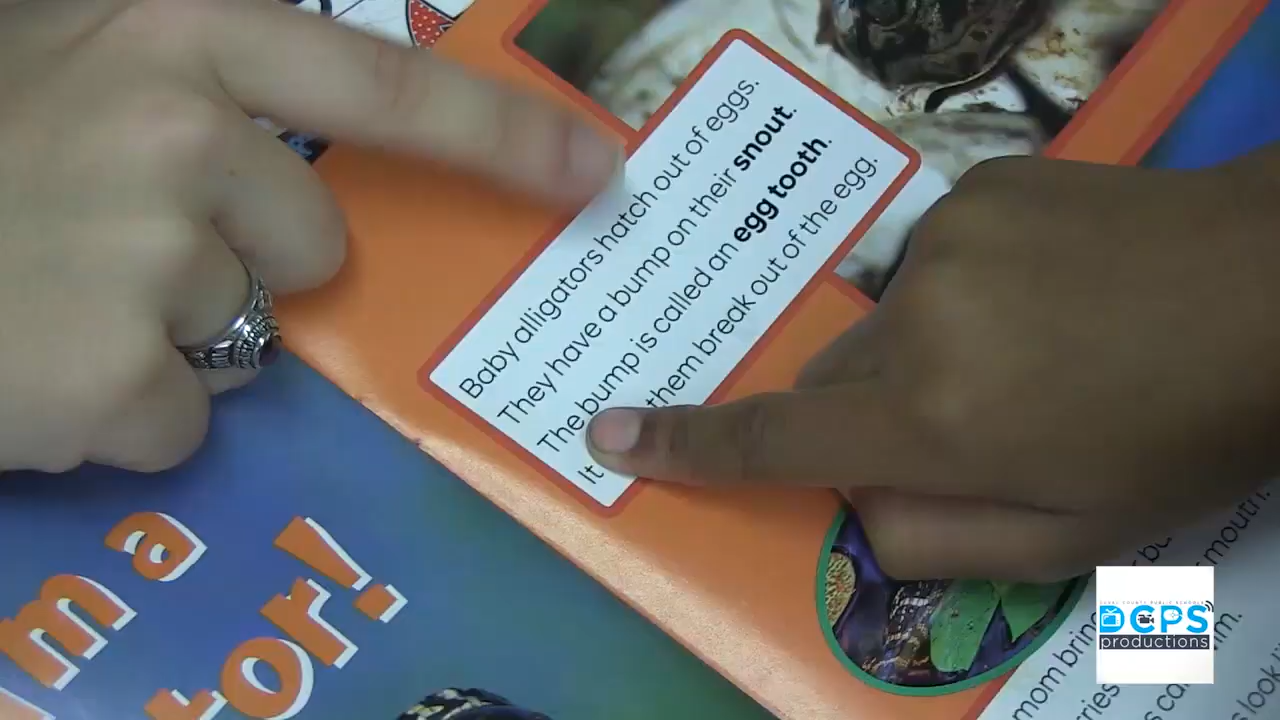 Baby alligators hatch out of eggs.
They have a bump on their snout.
The bump is called an egg tooth.
It them break out of the egg.
m a
tor!
mom
mouth
DCPS
productions